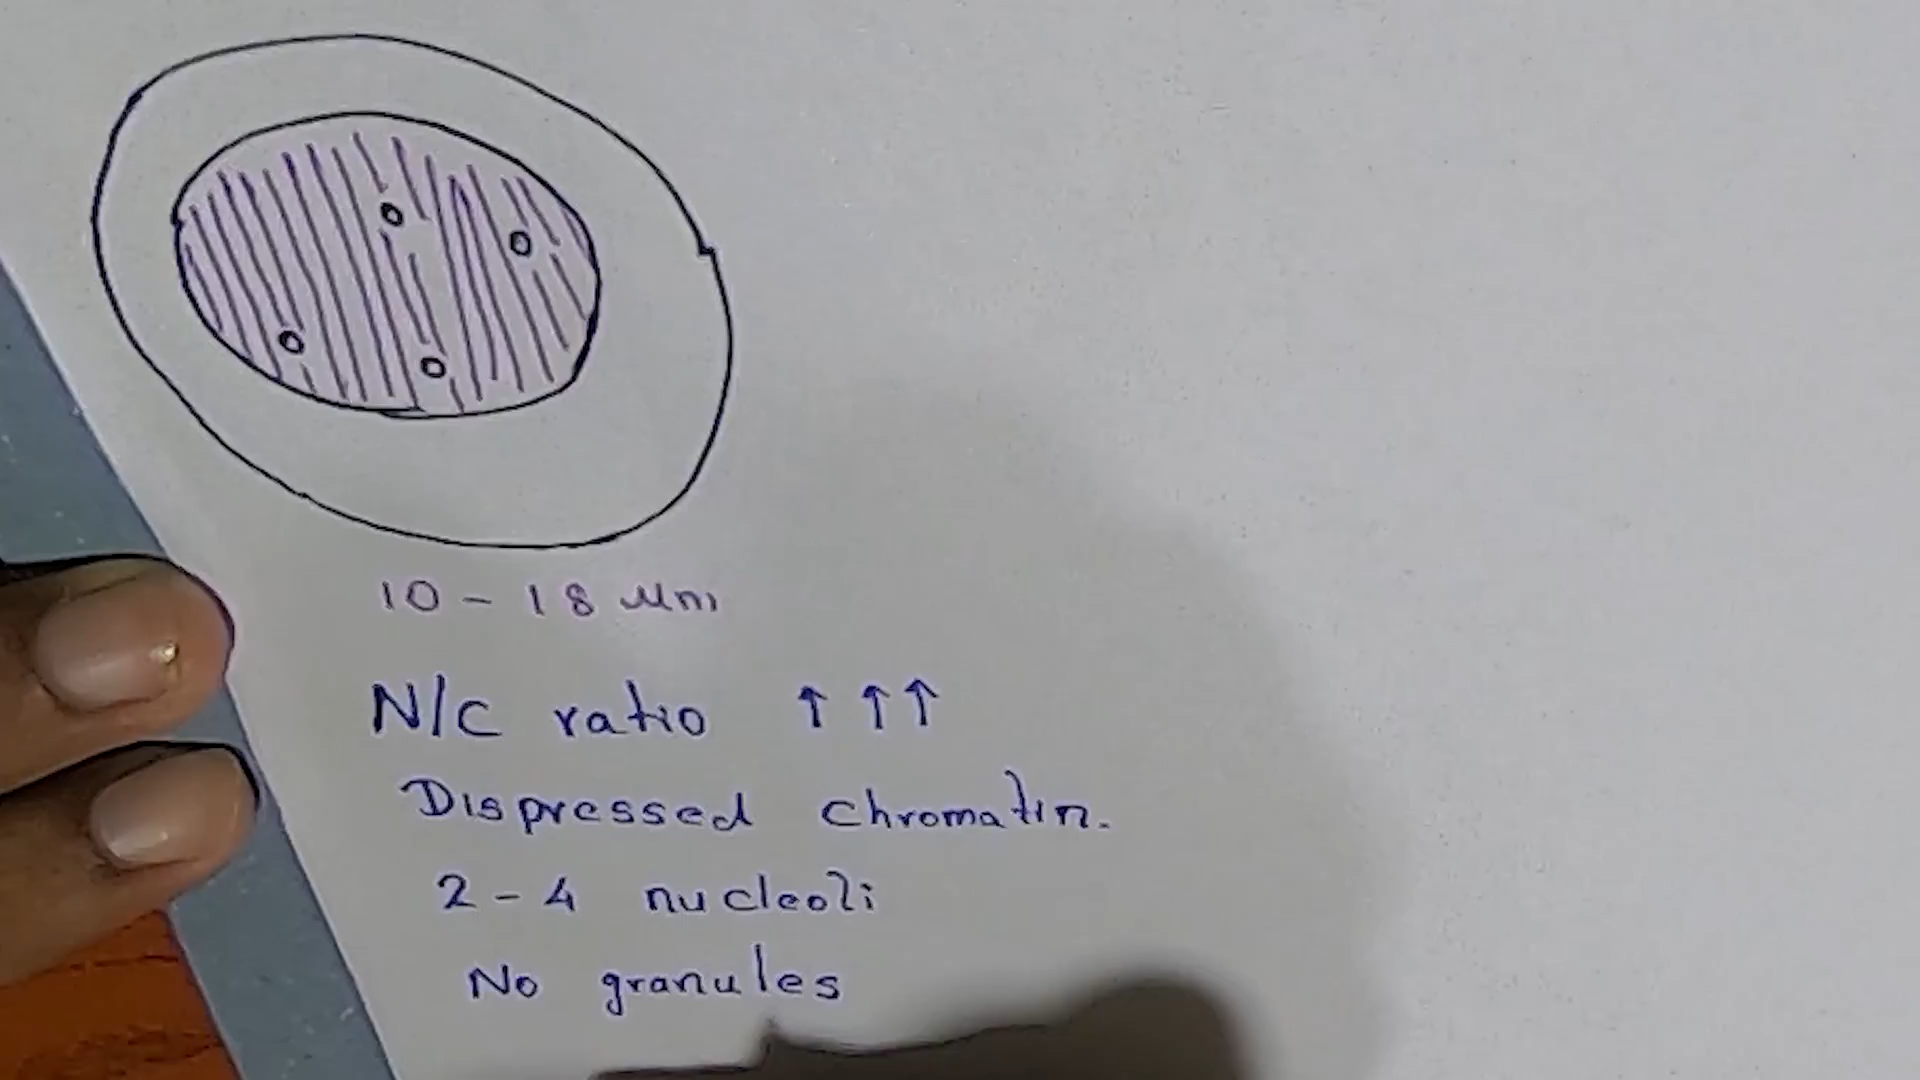 10 - 18 µm
N/C ratio ↑ ↑ ↑
Dispressed chromatin.
2 - 4 nucleoli
No granules